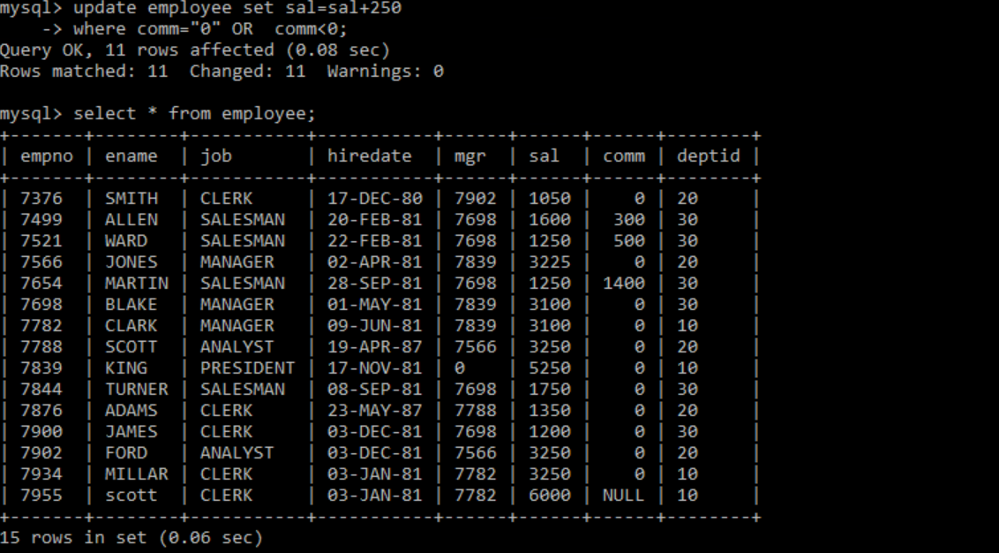 mysql> update employee set sal=sal+250
    -> where comm="0" OR  comm<0;
Query OK, 11 rows affected (0.08 sec)
Rows matched: 11  Changed: 11  Warnings: 0

mysql> select * from employee;
+-------+--------+-----------+-----------+------+------+------+--------+
| empno | ename  | job       | hiredate  | mgr  | sal  | comm | deptid |
+-------+--------+-----------+-----------+------+------+------+--------+
| 7376  | SMITH  | CLERK     | 17-DEC-80 | 7902 | 1050 |    0 | 20     |
| 7499  | ALLEN  | SALESMAN  | 20-FEB-81 | 7698 | 1600 |  300 | 30     |
| 7521  | WARD   | SALESMAN  | 22-FEB-81 | 7698 | 1250 |  500 | 30     |
| 7566  | JONES  | MANAGER   | 02-APR-81 | 7839 | 3225 |    0 | 20     |
| 7654  | MARTIN | SALESMAN  | 28-SEP-81 | 7698 | 1250 | 1400 | 30     |
| 7698  | BLAKE  | MANAGER   | 01-MAY-81 | 7839 | 3100 |    0 | 30     |
| 7782  | CLARK  | MANAGER   | 09-JUN-81 | 7839 | 3100 |    0 | 10     |
| 7788  | SCOTT  | ANALYST   | 19-APR-87 | 7566 | 3250 |    0 | 20     |
| 7839  | KING   | PRESIDENT | 17-NOV-81 | 0    | 5250 |    0 | 10     |
| 7844  | TURNER | SALESMAN  | 08-SEP-81 | 7698 | 1750 |    0 | 30     |
| 7876  | ADAMS  | CLERK     | 23-MAY-87 | 7788 | 1350 |    0 | 20     |
| 7900  | JAMES  | CLERK     | 03-DEC-81 | 7698 | 1200 |    0 | 30     |
| 7902  | FORD   | ANALYST   | 03-DEC-81 | 7566 | 3250 |    0 | 20     |
| 7934  | MILLAR | CLERK     | 03-JAN-81 | 7782 | 3250 |    0 | 10     |
| 7955  | scott  | CLERK     | 03-JAN-81 | 7782 | 6000 | NULL | 10     |
+-------+--------+-----------+-----------+------+------+------+--------+
15 rows in set (0.06 sec)